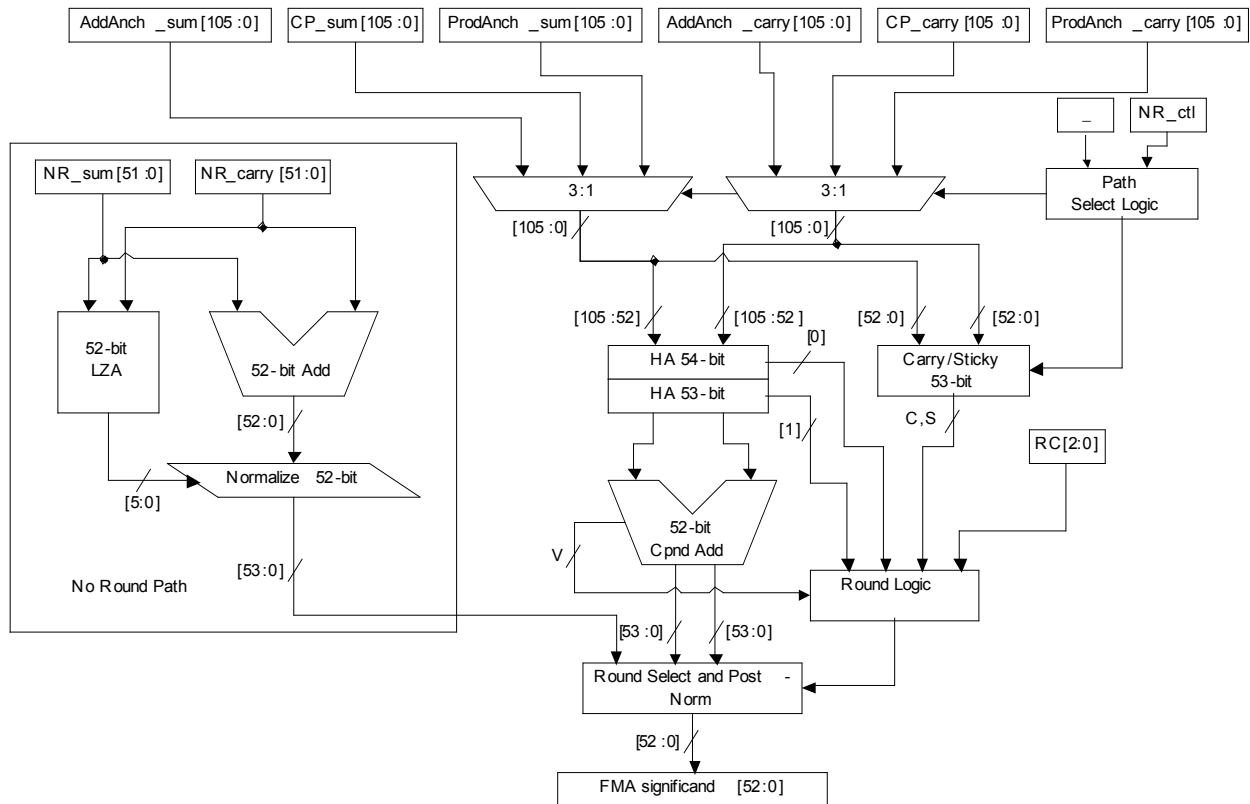 AddAnch _sum [105 :0]
CP_sum [105 :0]
ProdAnch _sum [105 :0]
AddAnch _carry [105 :0]
CP_carry [105 :0]
ProdAnch _carry [105 :0]
_
NR_ctl
NR_sum [51 :0]
NR_carry [51:0]
3:1
3:1
Path
Select Logic
[105 :0]
[105 :0]
[105 :52]
[105 :52]
[52 :0]
[52 :0]
52-bit
LZA
52- bit Add
HA 54- bit
HA 53- bit
[0]
[1]
Carry/Sticky
53-bit
C,S
[52:0]
RC[2:0]
Normalize 52-bit
[5:0]
52-bit
Cpnd Add
V
[53:0]
No Round Path
Round Logic
[53 :0]
[53 :0]
Round Select and Post -
Norm
[52 :0]
FMA significand [52:0]